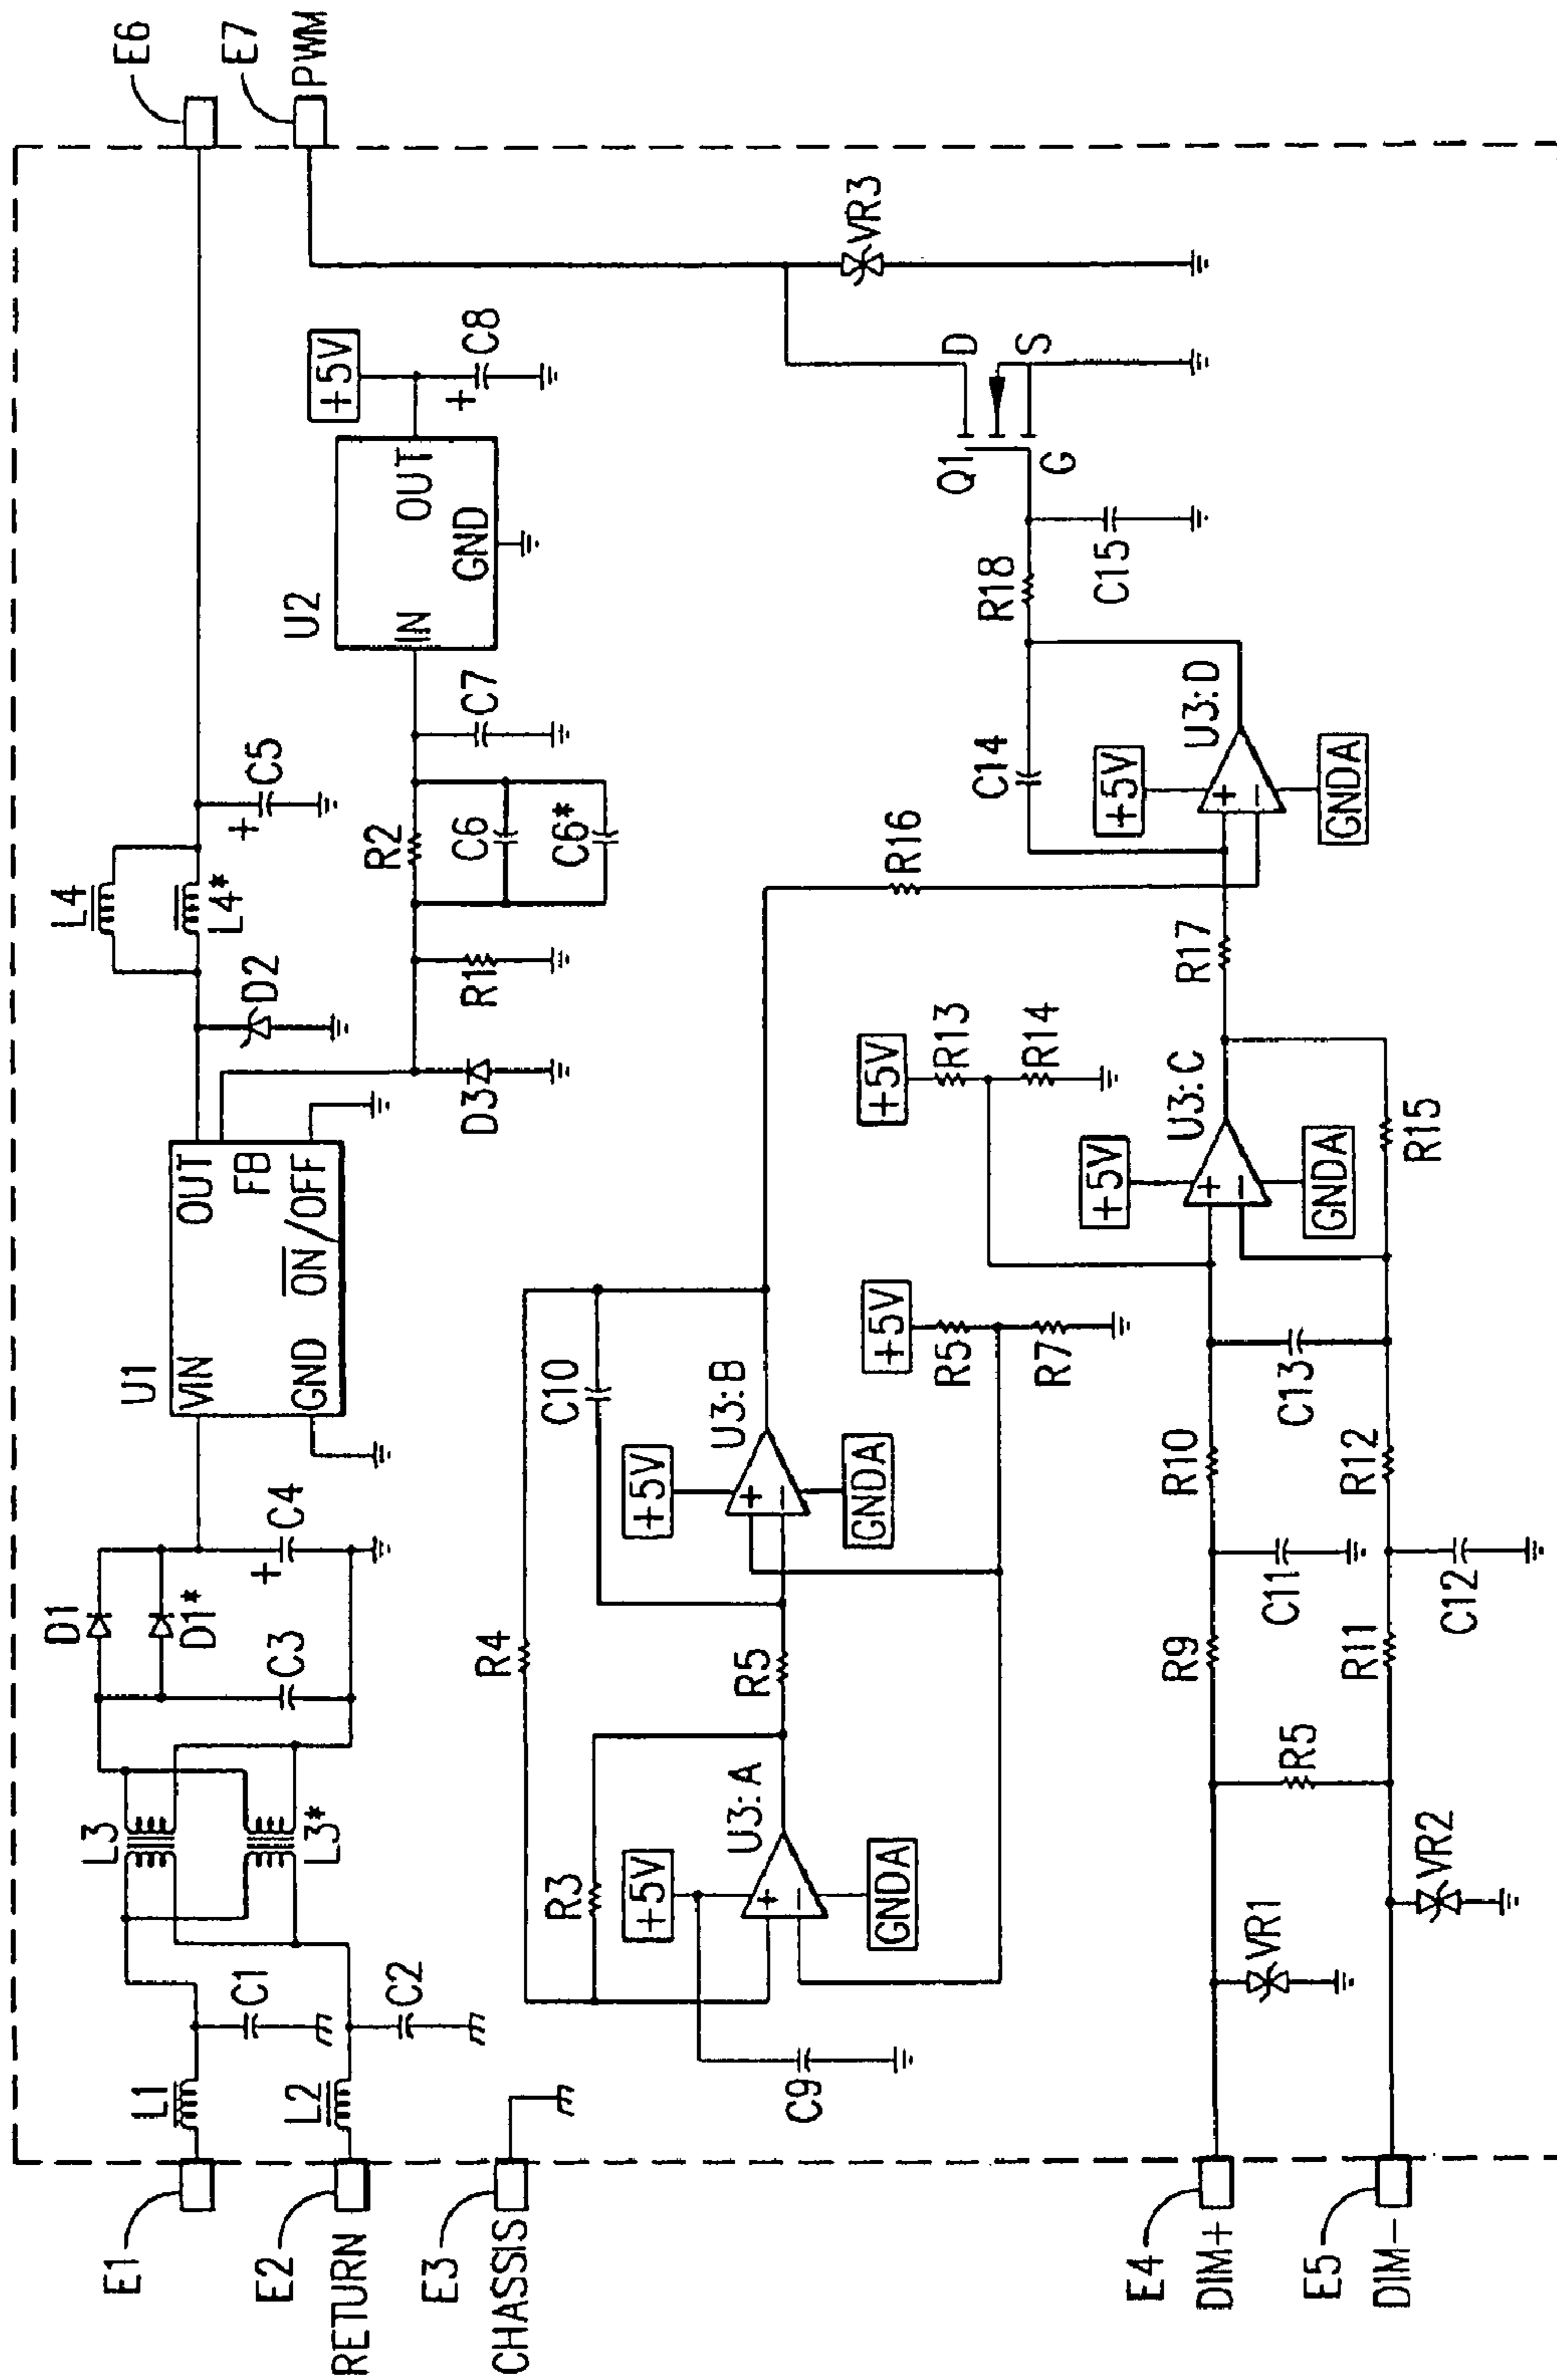 E1
E2
RETURN
E3
CHASSIS
L1
L2
C1
C2
L3
L3*
D1
D1*
C3
C4
+
U1
VIN
GND
OUT
FB
ON/OFF
D2
D3
L4
L4*
+
C5
R1
R2
C6
C6*
C7
U2
IN
OUT
GND
+5V
+
C8
E6
E7
PWM
VR3
R4
R3
+5V
U3:A
+
−
GNDA
C9
R5
C10
+5V
U3:B
+
−
GNDA
+5V
R5
R7
R16
E4
DIM+
E5
DIM−
VR1
VR2
R5
R9
R11
C11
C12
R10
R12
C13
+5V
R13
R14
+5V
U3:C
+
−
GNDA
R15
R17
C14
+5V
U3:D
+
−
GNDA
R18
C15
Q1
G
D
S